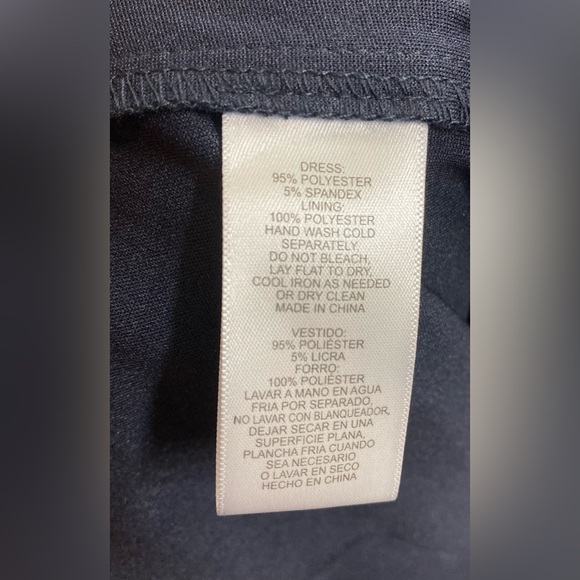 DRESS:
95% POLYESTER
5% SPANDEX
LINING:
100% POLYESTER
HAND WASH COLD
SEPARATELY,
DO NOT BLEACH,
LAY FLAT TO DRY,
COOL IRON AS NEEDED
OR DRY CLEAN
MADE IN CHINA
VESTIDO:
95% POLIÉSTER
5% LICRA
FORRO:
100% POLIÉSTER
LAVAR A MANO EN AGUA
FRIA POR SEPARADO,
NO LAVAR CON BLANQUEADOR,
DEJAR SECAR EN UNA
SUPERFICIE PLANA,
PLANCHA FRIA CUANDO
SEA NECESARIO
O LAVAR EN SECO
HECHO EN CHINA